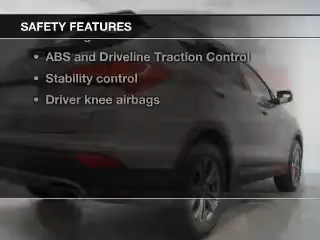 SAFETY FEATURES
• ABS and Driveline Traction Control
• Stability control
• Driver knee airbags